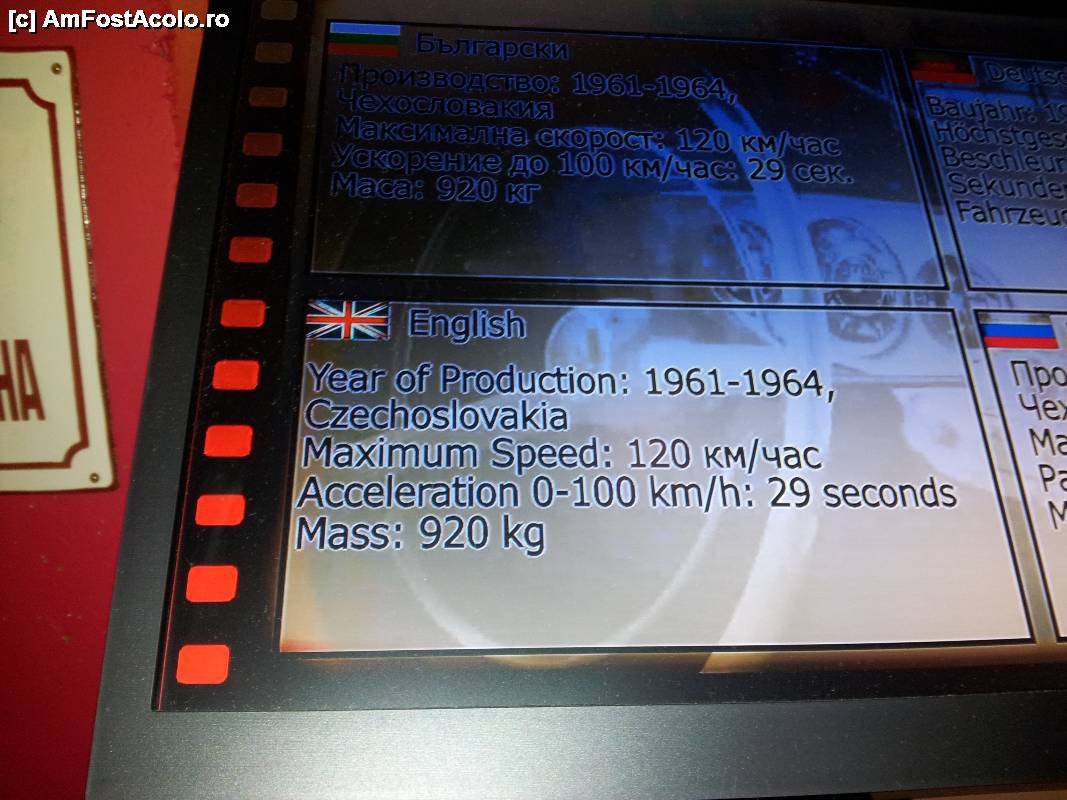 [c] AmFostAcolo.ro
НА
Български
Производство: 1961-1964,
Чехословакия
Максимална скорост: 120 км/час
Ускорение до 100 км/час: 29 сек.
Маса: 920 кг
Baujahr:
English
Year of Production: 1961-1964,
Czechoslovakia
Maximum Speed: 120 км/час
Acceleration 0-100 km/h: 29 seconds
Mass: 920 kg